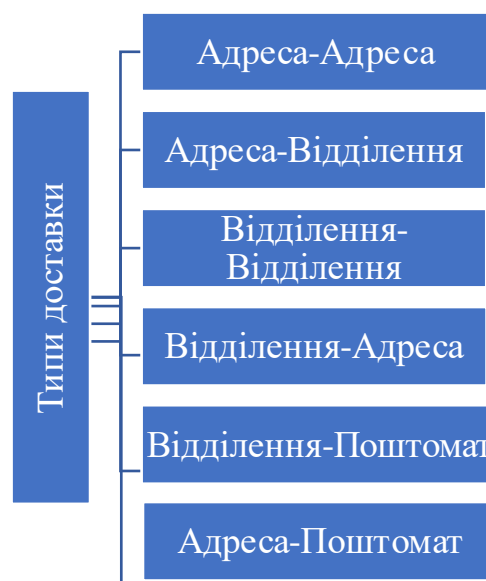 Типи доставки
Адреса-Адреса
Адреса-Відділення
Відділення-
Відділення
Відділення-Адреса
Відділення-Поштомат
Адреса-Поштомат